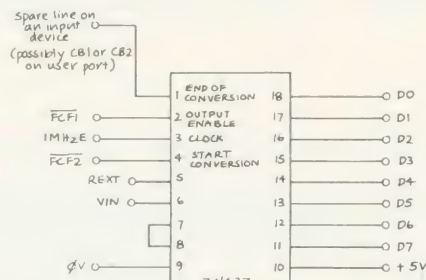 Spare line on
an input
device
(possibly CB1 or CB2
on user port)
1 END OF
CONVERSION 18 D0
FCF1 2 OUTPUT
ENABLE 17 D1
1MHzE 3 CLOCK 16 D2
FCF2 4 START
CONVERSION 15 D3
REXT 5 14 D4
VIN 6 13 D5
7 12 D6
8 11 D7
ØV 9 10 +5V